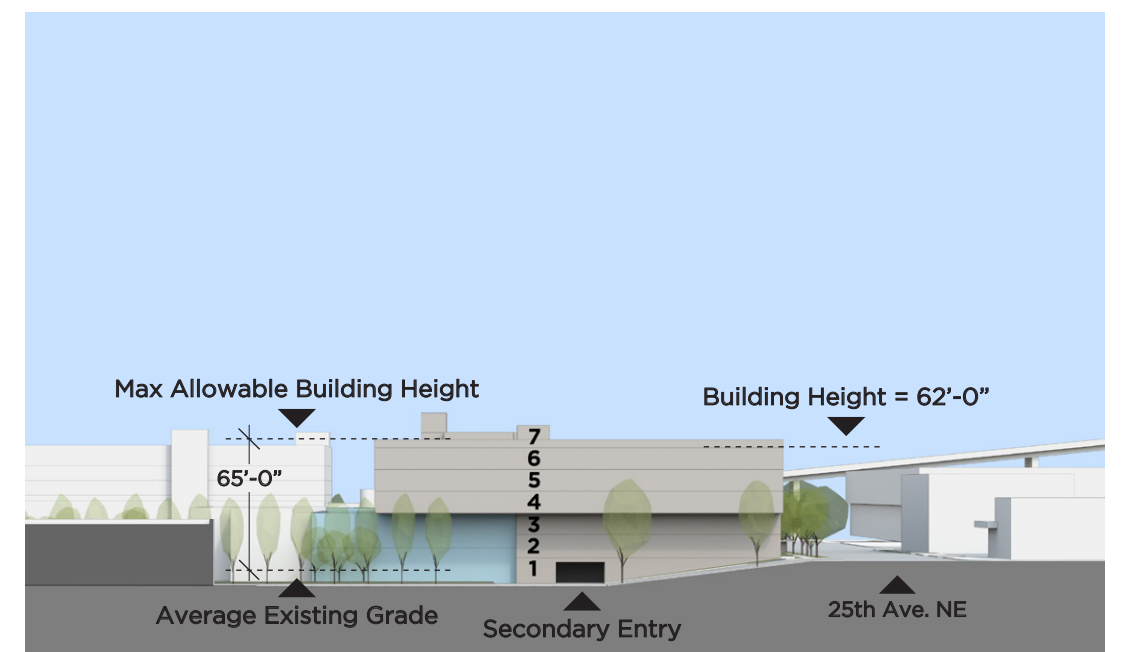 Max Allowable Building Height
Building Height = 62’-0”
65’-0”
7
6
5
4
3
2
1
Average Existing Grade
Secondary Entry
25th Ave. NE